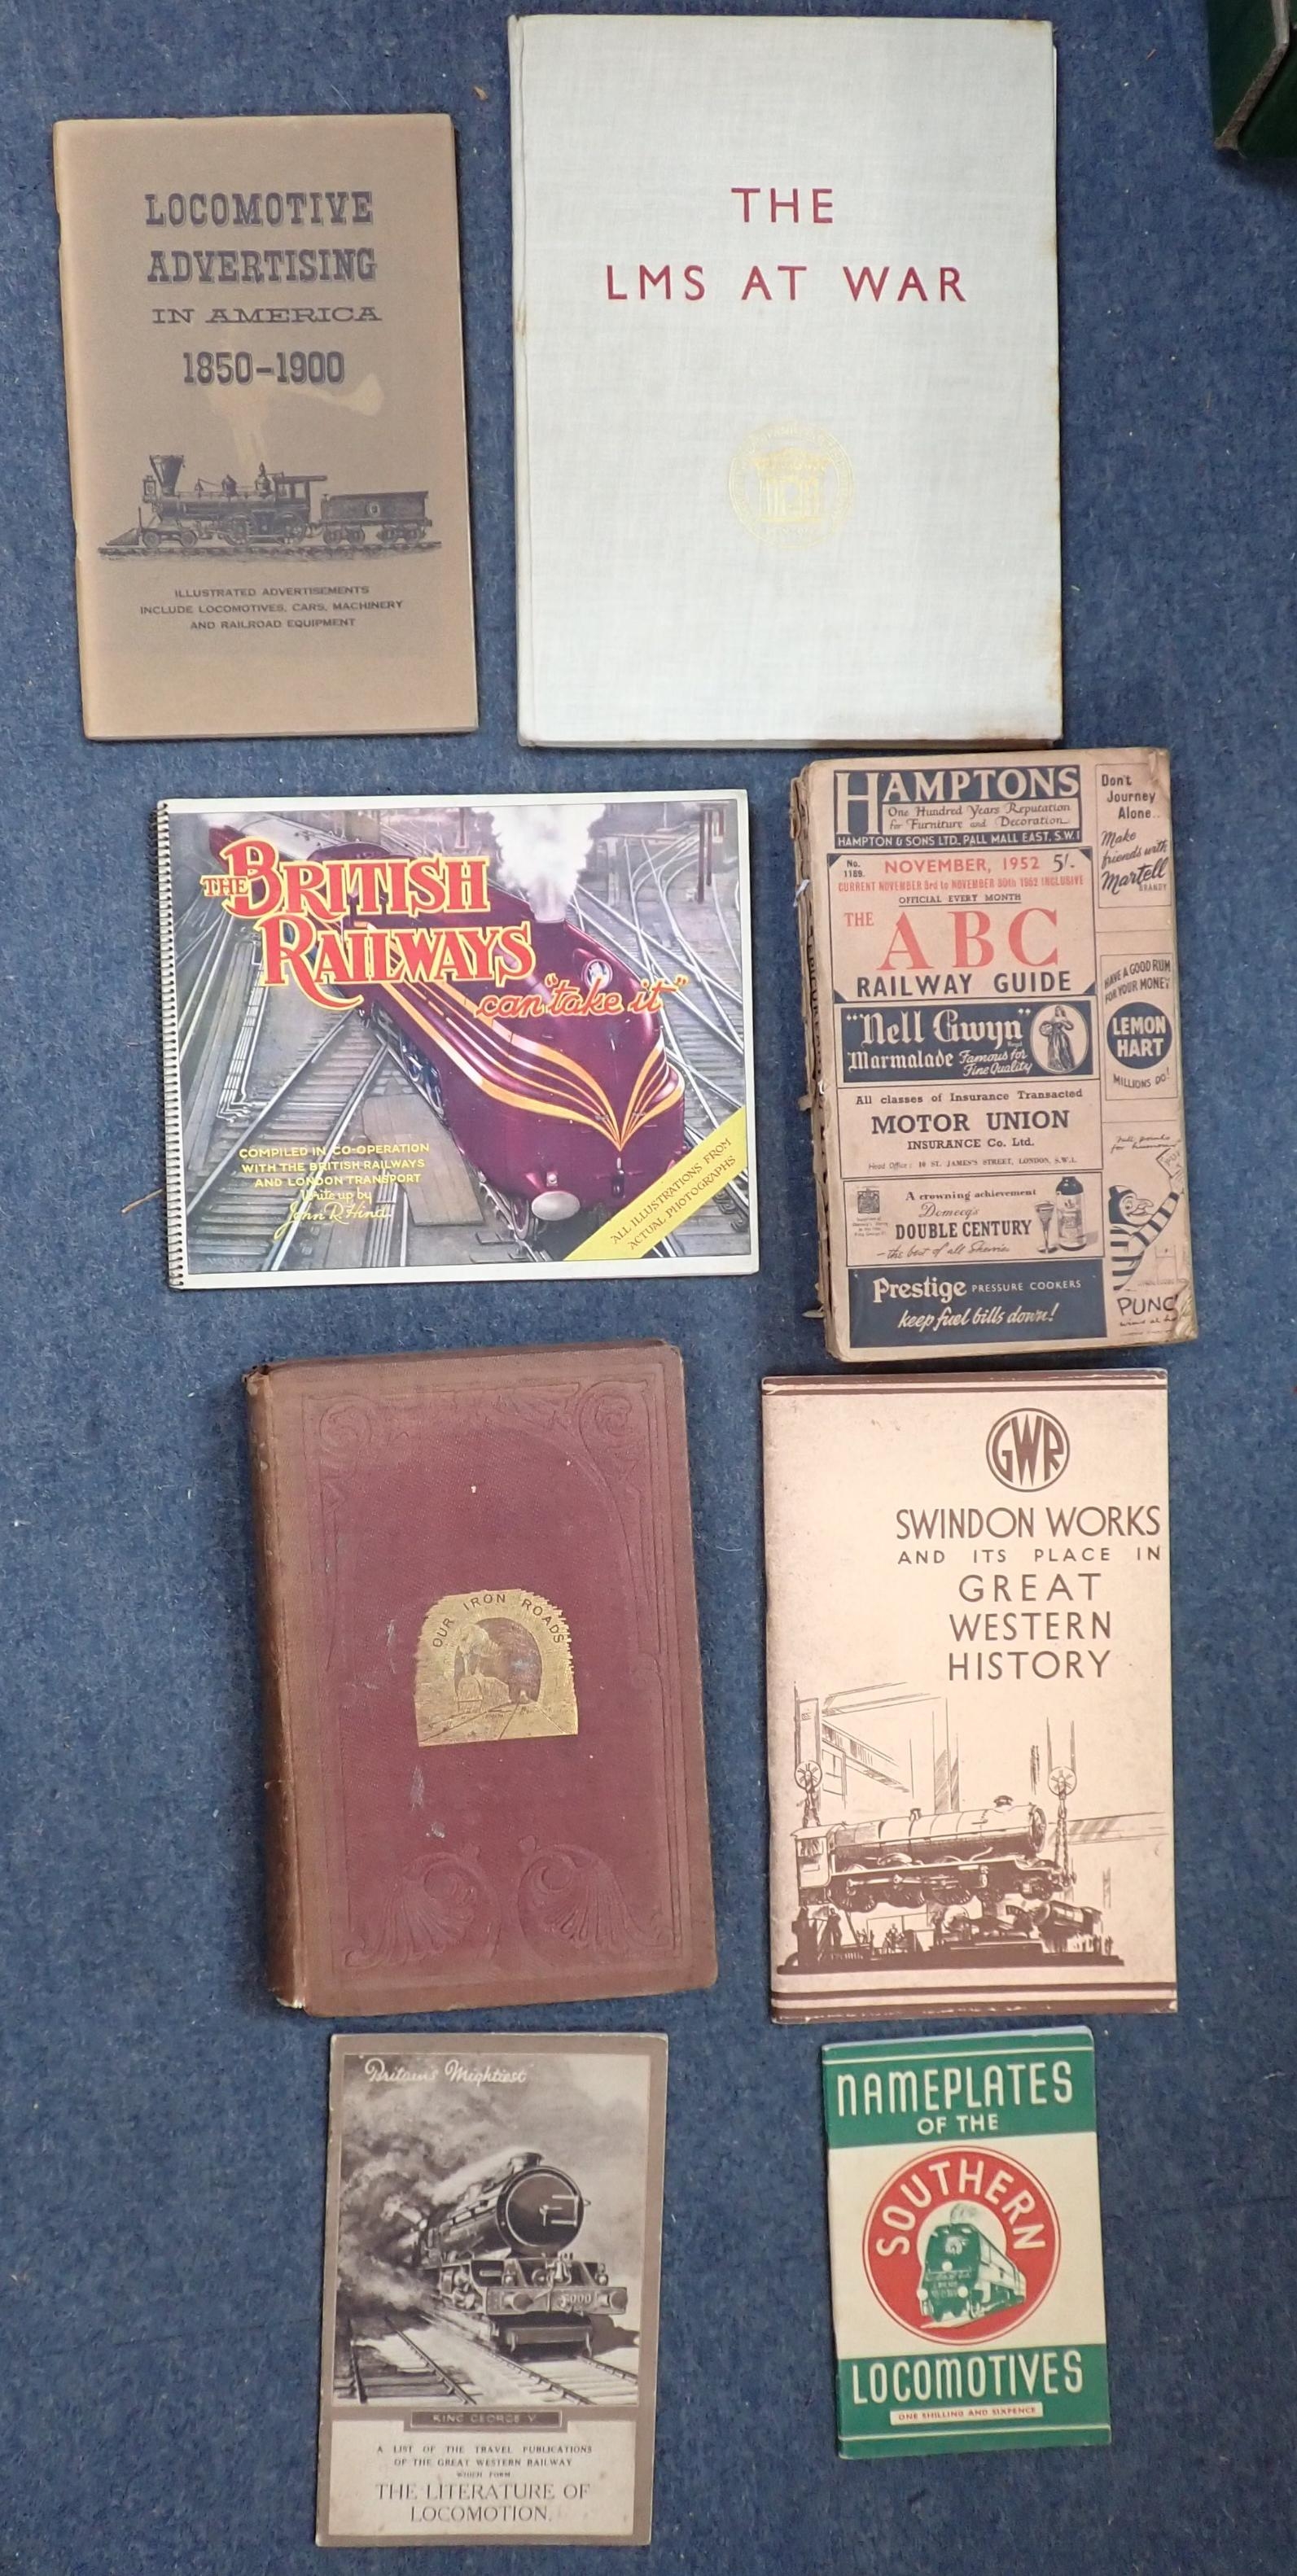 LOCOMOTIVE
ADVERTISING
IN AMERICA
1850-1900
ILLUSTRATED ADVERTISEMENTS
INCLUDE LOCOMOTIVES, CARS, MACHINERY
AND RAILROAD EQUIPMENT
THE
LMS AT WAR
THE BRITISH
RAILWAYS
can "take it"
COMPILED IN CO-OPERATION
WITH THE BRITISH RAILWAYS
AND LONDON TRANSPORT
Write up by
John R. Hind
ALL ILLUSTRATIONS FROM
ACTUAL PHOTOGRAPHS
HAMPTONS
One Hundred Years Reputation
for Furniture and Decoration
HAMPTON & SONS LTD. PALL MALL EAST, S.W.1
No.
1189.
NOVEMBER, 1952 5/-
CURRENT NOVEMBER 3rd to NOVEMBER 30th 1952 INCLUSIVE
OFFICIAL EVERY MONTH
THE
ABC
RAILWAY GUIDE
"Nell Gwyn"
Marmalade Famous for
Fine Quality
All classes of Insurance Transacted
MOTOR UNION
INSURANCE Co. Ltd.
Head Office: 10 ST. JAMES'S STREET, LONDON, S.W.1.
A crowning achievement
Domecq's
DOUBLE CENTURY
—the best of all Sherries
Prestige PRESSURE COOKERS
keep fuel bills down!
Don't
Journey
Alone..
Make
friends with
Martell
BRANDY
HAVE A GOOD RUM
FOR YOUR MONEY
LEMON
HART
MILLIONS DO!
PUNC
OUR IRON ROADS
GWR
SWINDON WORKS
AND ITS PLACE IN
GREAT
WESTERN
HISTORY
"Britain's Mightiest"
6000
KING GEORGE V
A LIST OF THE TRAVEL PUBLICATIONS
OF THE GREAT WESTERN RAILWAY
WHICH FORM
THE LITERATURE OF
LOCOMOTION.
NAMEPLATES
OF THE
SOUTHERN
LOCOMOTIVES
ONE SHILLING AND SIXPENCE